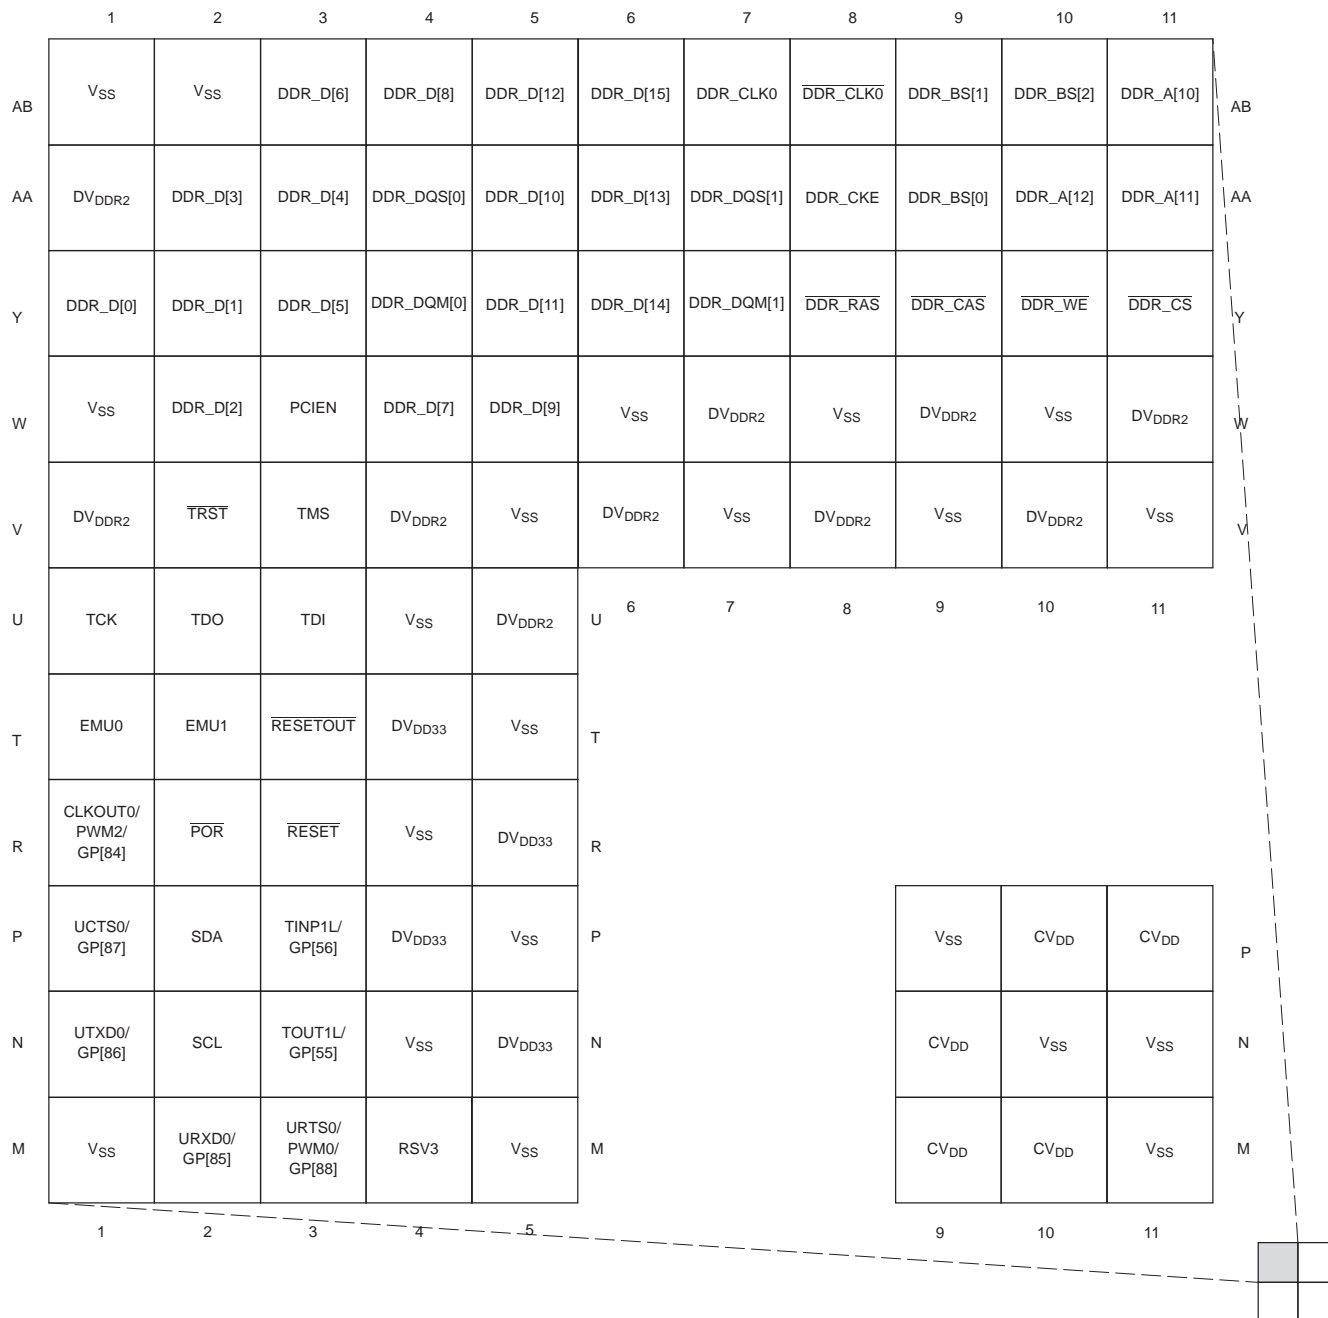 1 2 3 4 5 6 7 8 9 10 11
AB VSS VSS DDR_D[6] DDR_D[8] DDR_D[12] DDR_D[15] DDR_CLK0 DDR_CLK0 DDR_BS[1] DDR_BS[2] DDR_A[10] AB
AA DVDDR2 DDR_D[3] DDR_D[4] DDR_DQS[0] DDR_D[10] DDR_D[13] DDR_DQS[1] DDR_CKE DDR_BS[0] DDR_A[12] DDR_A[11] AA
Y DDR_D[0] DDR_D[1] DDR_D[5] DDR_DQM[0] DDR_D[11] DDR_D[14] DDR_DQM[1] DDR_RAS DDR_CAS DDR_WE DDR_CS Y
W VSS DDR_D[2] PCIEN DDR_D[7] DDR_D[9] VSS DVDDR2 VSS DVDDR2 VSS DVDDR2 W
V DVDDR2 TRST TMS DVDDR2 VSS DVDDR2 VSS DVDDR2 VSS DVDDR2 VSS V
U TCK TDO TDI VSS DVDDR2 U 6 7 8 9 10 11
T EMU0 EMU1 RESETOUT DVDD33 VSS T
CLKOUT0/
PWM2/
GP[84]
R POR RESET VSS DVDD33 R
UCTS0/
GP[87]
P SDA
TINP1L/
GP[56]
DVDD33 VSS P VSS CVDD CVDD P
UTXD0/
GP[86]
N SCL
TOUT1L/
GP[55]
VSS DVDD33 N CVDD VSS VSS N
M VSS
URXD0/
GP[85]
URTS0/
PWM0/
GP[88]
RSV3 VSS M CVDD CVDD VSS M
1 2 3 4 5 9 10 11